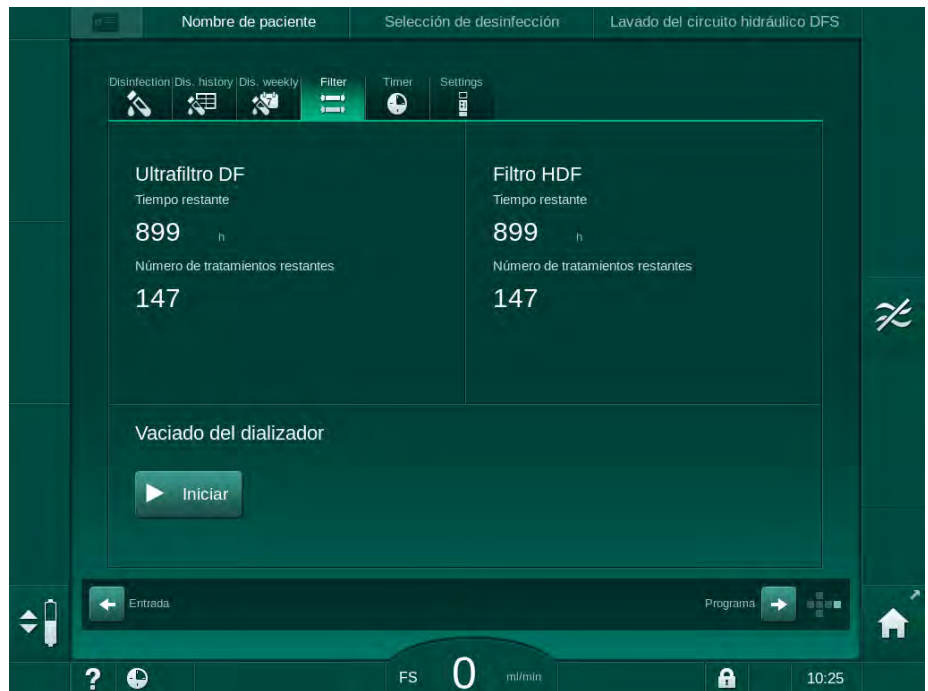 Nombre de paciente Selección de desinfección Lavado del circuito hidráulico DFS
Disinfection Dis. history Dis. weekly Filter Timer Settings
7
Ultrafiltro DF
Tiempo restante
899 h
Número de tratamientos restantes
147
Filtro HDF
Tiempo restante
899 h
Número de tratamientos restantes
147
Vaciado del dializador
Iniciar
Entrada Programa
? FS 0 ml/min 10:25